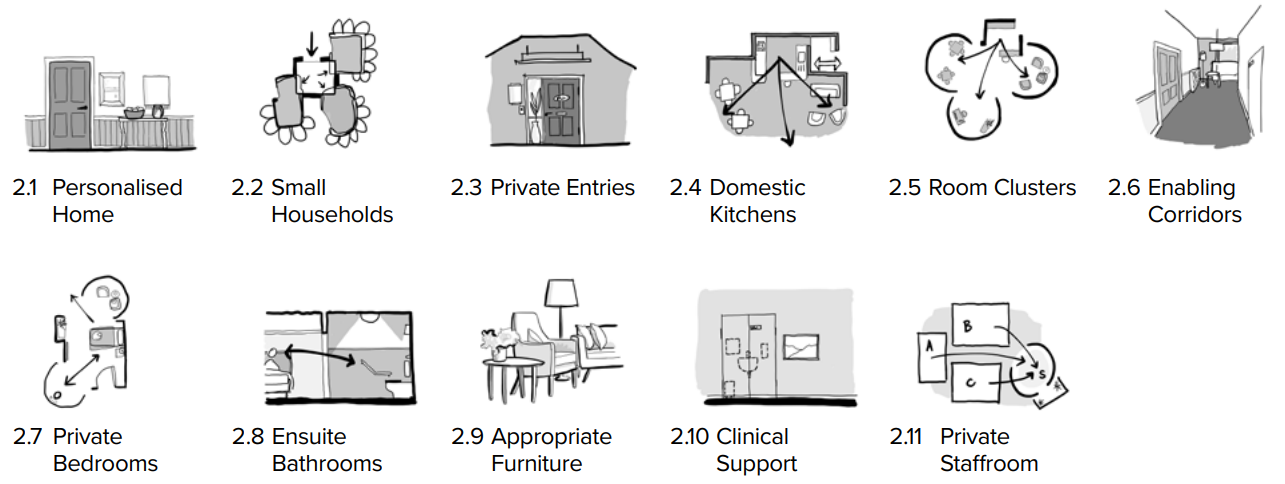 2.1 Personalised
Home
2.2 Small
Households
2.3 Private Entries
2.4 Domestic
Kitchens
2.5 Room Clusters
2.6 Enabling
Corridors
B
A
C
S
2.7 Private
Bedrooms
2.8 Ensuite
Bathrooms
2.9 Appropriate
Furniture
2.10 Clinical
Support
2.11 Private
Staffroom